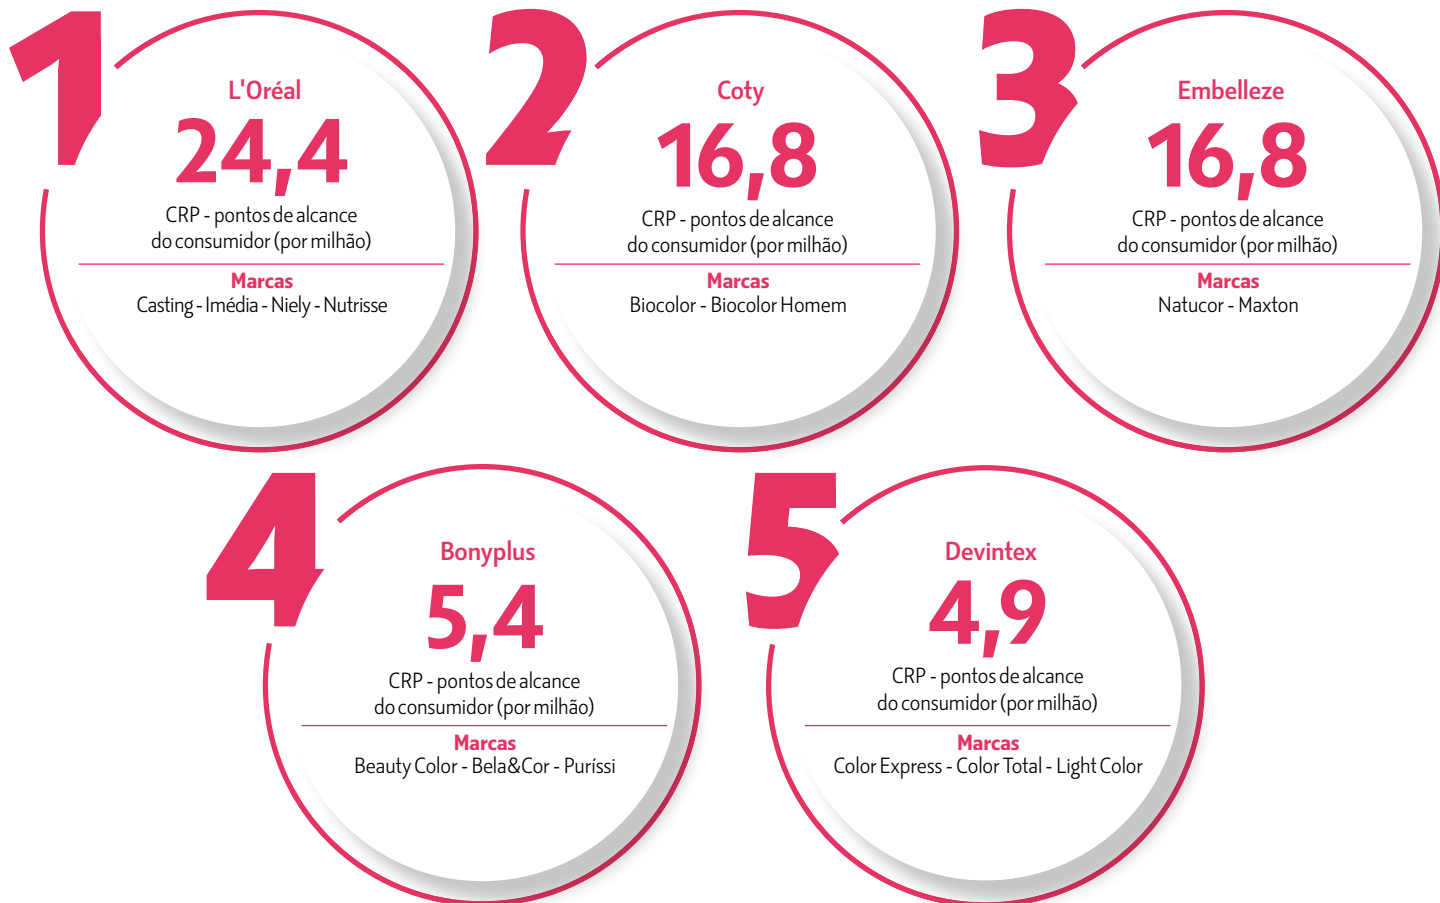 1
L'Oréal
24,4
CRP - pontos de alcance
do consumidor (por milhão)
Marcas
Casting - Imédia - Niely - Nutrisse
2
Coty
16,8
CRP - pontos de alcance
do consumidor (por milhão)
Marcas
Biocolor - Biocolor Homem
3
Embelleze
16,8
CRP - pontos de alcance
do consumidor (por milhão)
Marcas
Natucor - Maxton
4
Bonyplus
5,4
CRP - pontos de alcance
do consumidor (por milhão)
Marcas
Beauty Color - Bela&Cor - Puríssi
5
Devintex
4,9
CRP - pontos de alcance
do consumidor (por milhão)
Marcas
Color Express - Color Total - Light Color